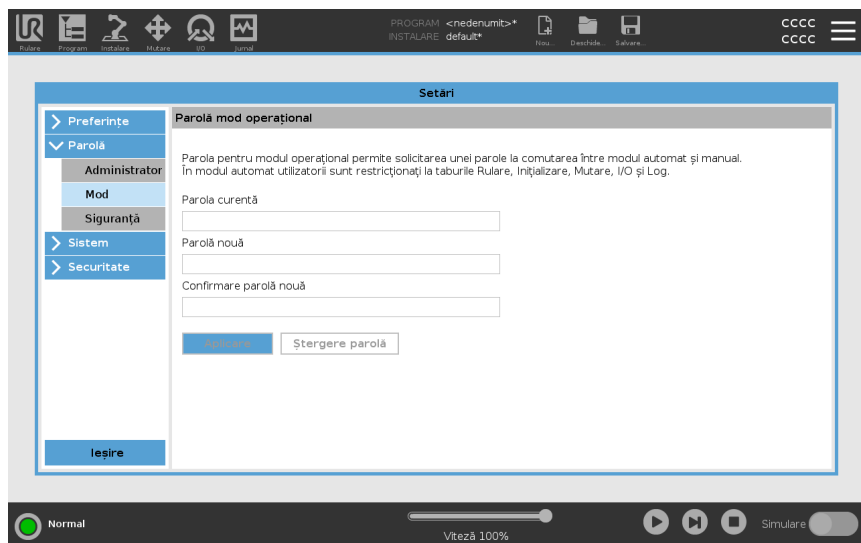 UR
Rulare
Program
Instalare
Mutare
I/O
Jurnal
PROGRAM <nedenumit>*
INSTALARE default*
Nou...
Deschide...
Salvare...
CCCC
CCCC
Setări
Preferințe
Parolă
Administrator
Mod
Siguranță
Sistem
Securitate
Ieșire
Parolă mod operațional
Parola pentru modul operațional permite solicitarea unei parole la comutarea între modul automat și manual.
În modul automat utilizatorii sunt restricționați la taburile Rulare, Inițializare, Mutare, I/O și Log.
Parola curentă
Parolă nouă
Confirmare parolă nouă
Aplicare
Ștergere parolă
Normal
Viteză 100%
Simulare